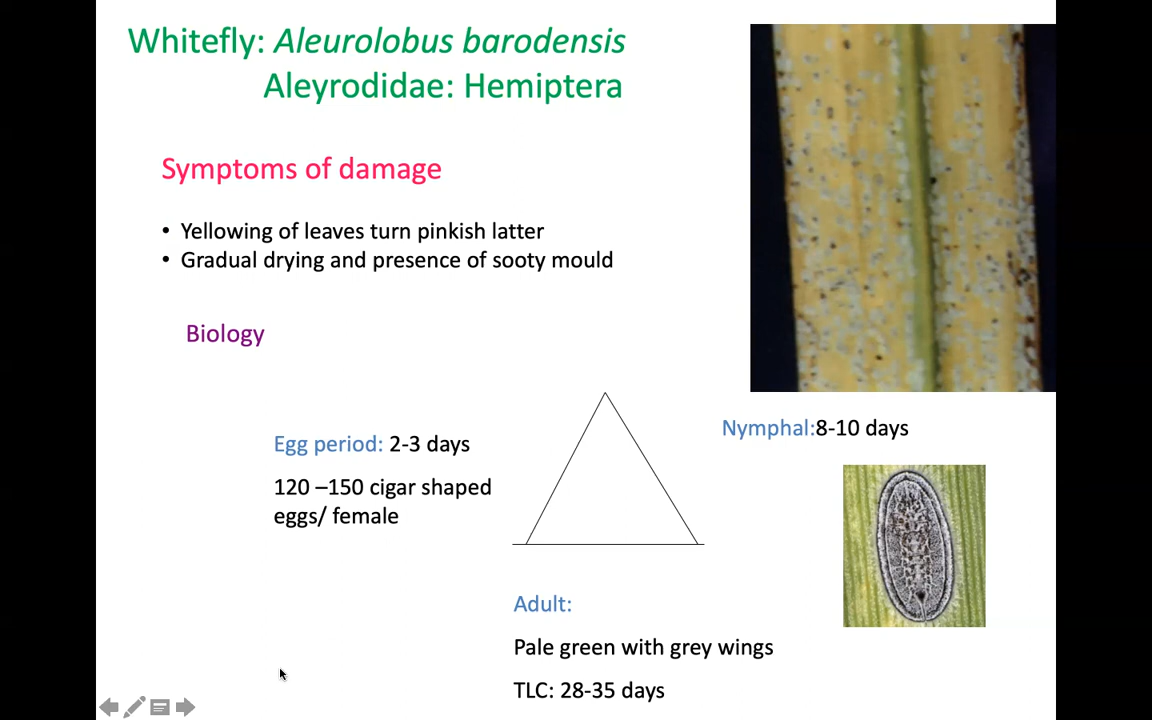 Whitefly: Aleurolobus barodensis
Aleyrodidae: Hemiptera
Symptoms of damage
• Yellowing of leaves turn pinkish latter
• Gradual drying and presence of sooty mould
Biology
Egg period: 2-3 days
120 –150 cigar shaped
eggs/ female
Nymphal:8-10 days
Adult:
Pale green with grey wings
TLC: 28-35 days